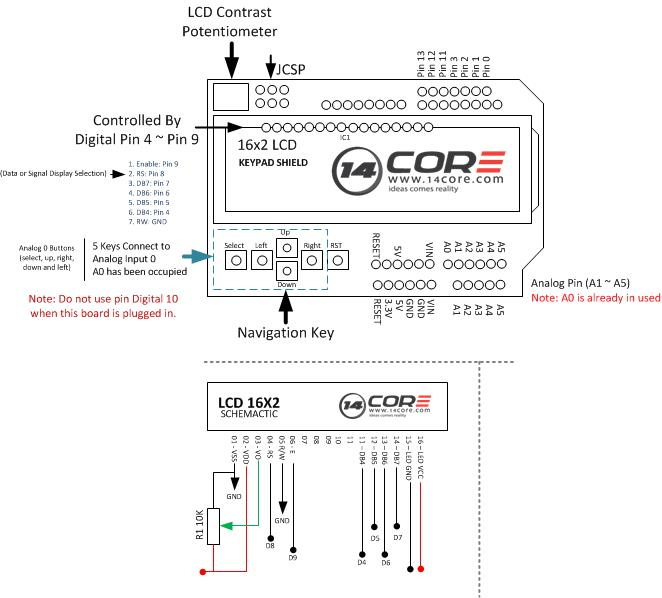 LCD Contrast
Potentiometer
JCSP
Pin 13
Pin 12
Pin 11
Pin 3
Pin 2
Pin 1
Pin 0
Controlled By
Digital Pin 4 ~ Pin 9
IC1
16x2 LCD
KEYPAD SHIELD
14 CORE
www.14core.com
ideas comes reality
1. Enable: Pin 9
(Data or Signal Display Selection)
2. RS: Pin 8
3. DB7: Pin 7
4. DB6: Pin 6
5. DB5: Pin 5
6. DB4: Pin 4
7. RW: GND
Analog 0 Buttons
(select, up, right,
down and left)
5 Keys Connect to
Analog Input 0
A0 has been occupied
Up
Select
Left
Right
RST
Down
RESET
5V
VIN
A0
A1
A2
A3
A4
A5
RESET
3.3V
5V
GND
GND
VIN
A1
A2
A3
A4
A5
Analog Pin (A1 ~ A5)
Note: A0 is already in used
Note: Do not use pin Digital 10
when this board is plugged in.
Navigation Key
LCD 16X2
SCHEMACTIC
14 CORE
www.14core.com
ideas comes reality
01 - VSS
02 - VDD
03 - VO
04 - RS
05 R/W
06 - E
07
08
09
10
11
11 - DB4
12 - DB5
13 - DB6
14 - DB7
15 - LED GND
16 - LED VCC
GND
R1 10K
GND
D8
D9
D5
D7
D4
D6